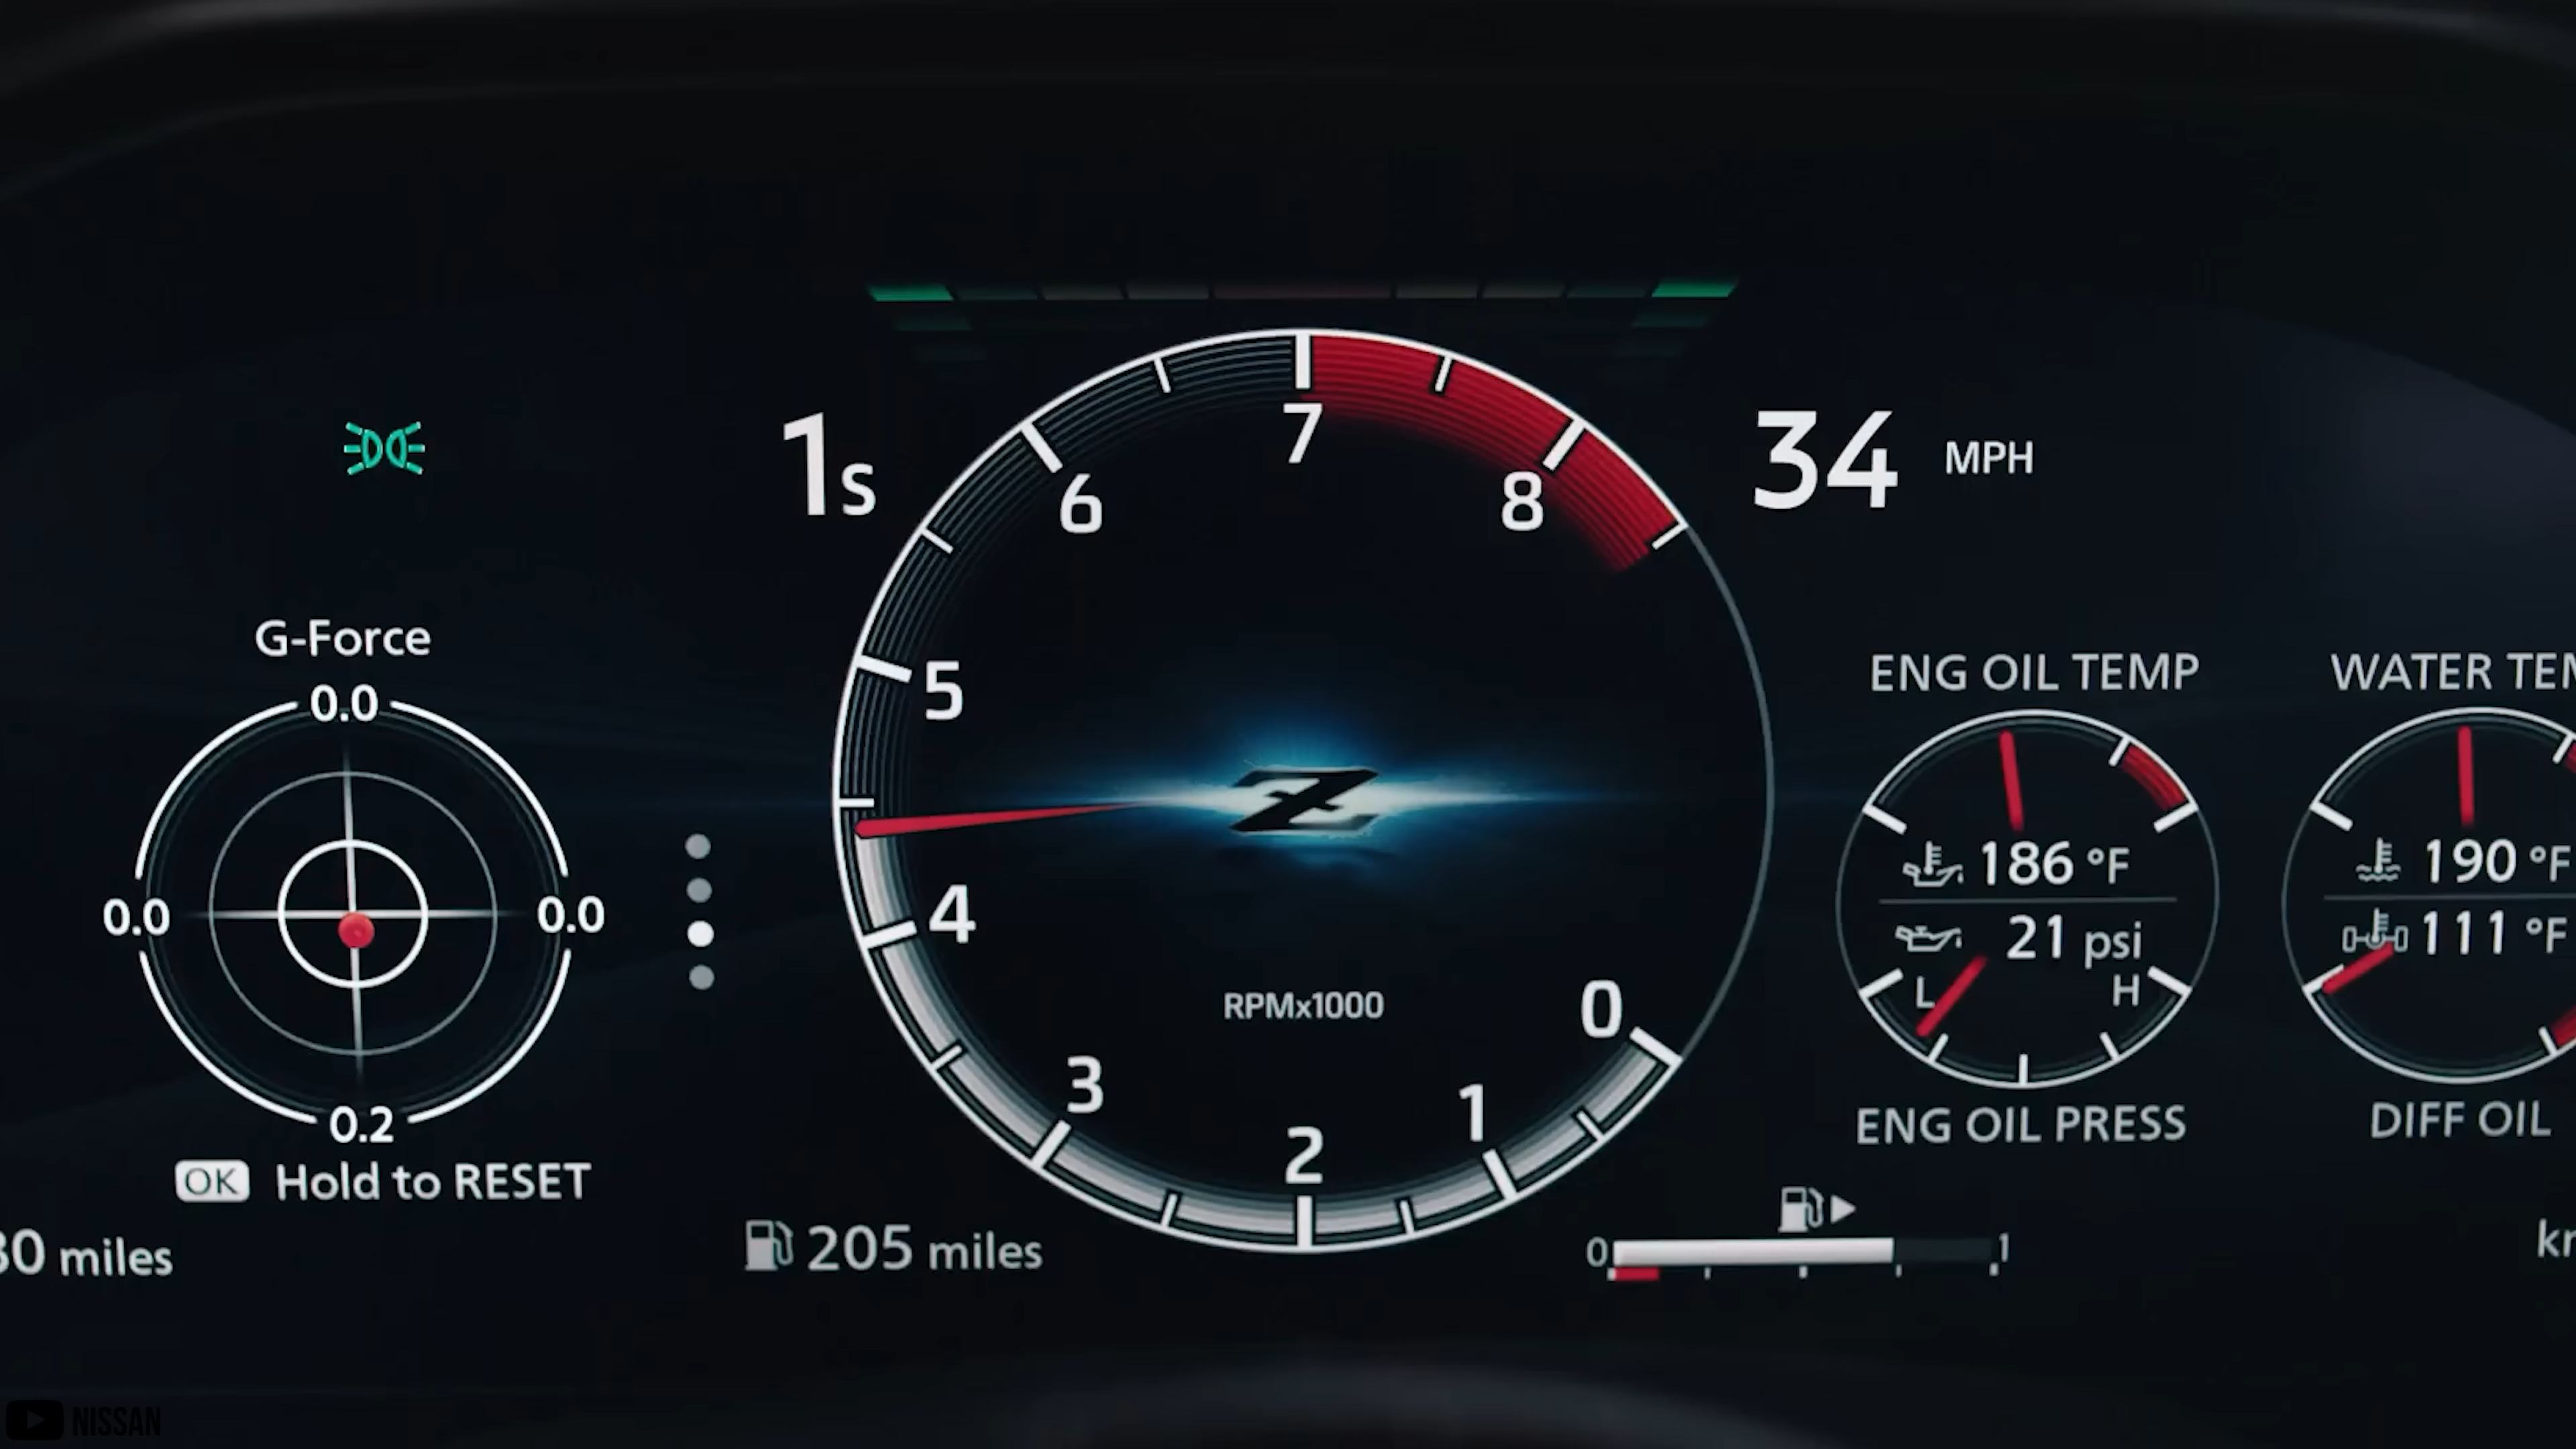 1s
34 MPH
G-Force
0.0
0.0
0.0
0.2
OK Hold to RESET
miles
205 miles
0
1
2
3
4
5
6
7
8
Z
RPMx1000
ENG OIL TEMP
186 °F
21 psi
L
H
ENG OIL PRESS
WATER
190 °F
111 °F
DIFF OIL
0
1
NISSAN